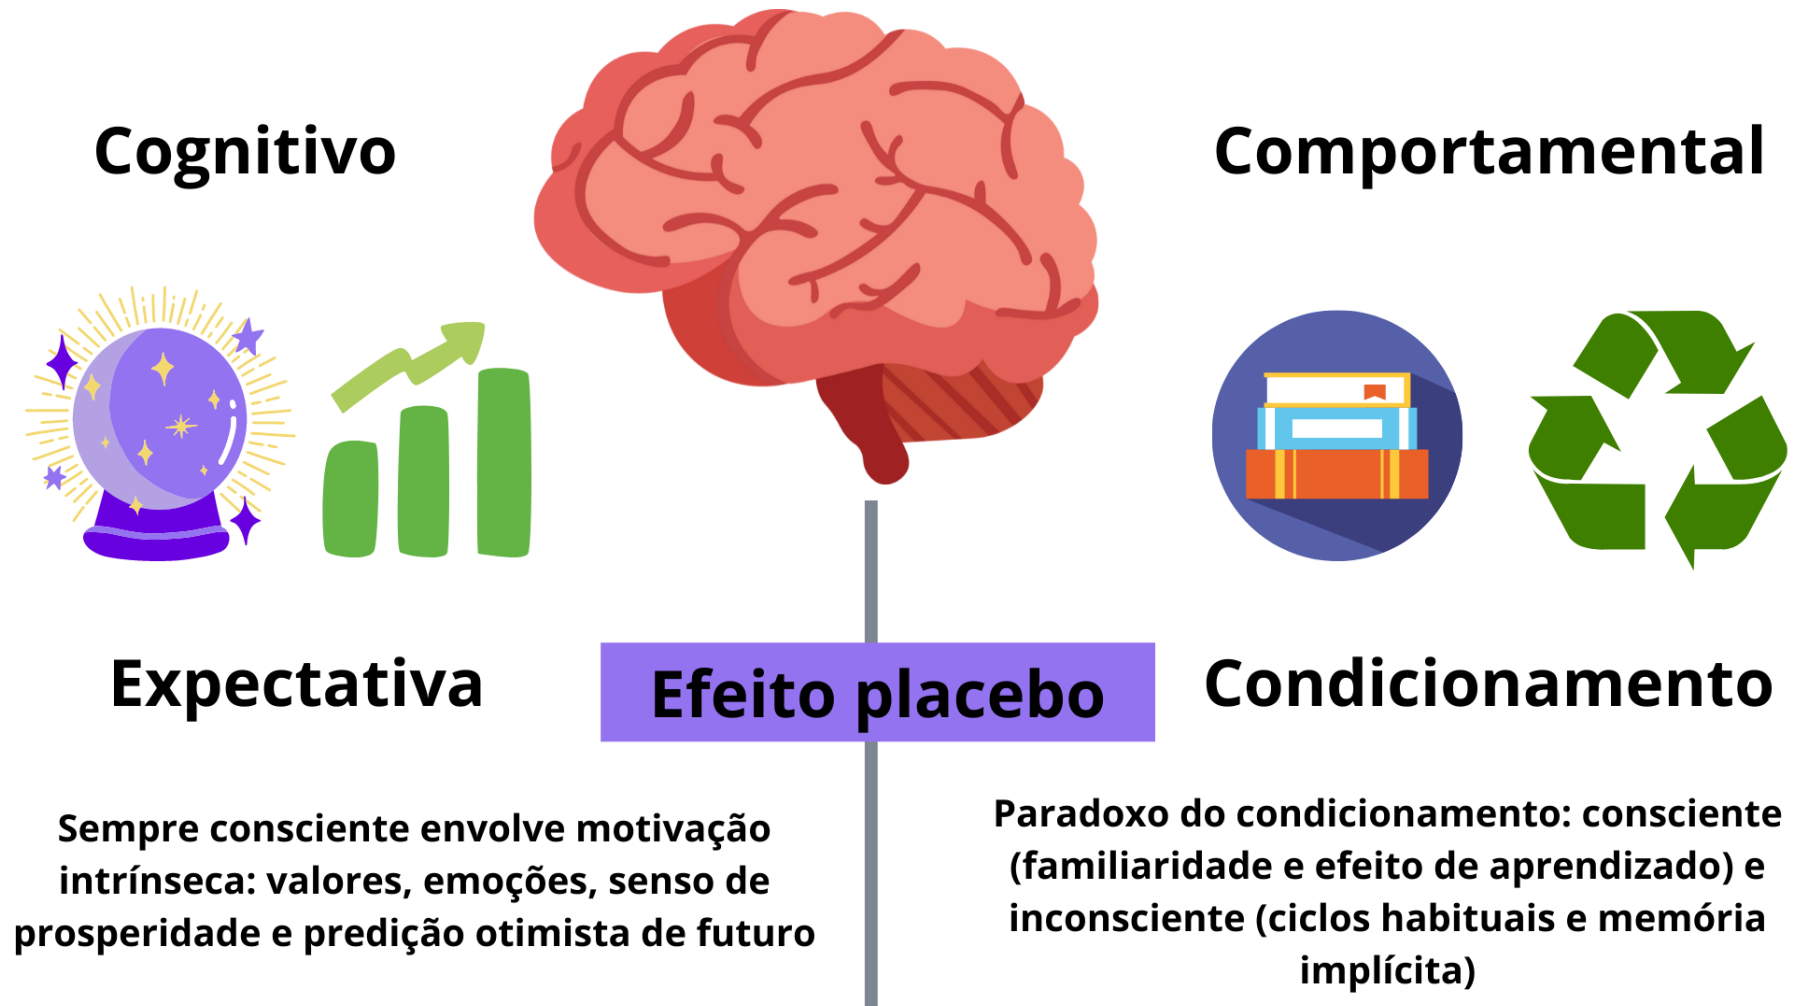 Cognitivo
Comportamental
Expectativa
Efeito placebo
Condicionamento
Sempre consciente envolve motivação
intrínseca: valores, emoções, senso de
prosperidade e predição otimista de futuro
Paradoxo do condicionamento: consciente
(familiaridade e efeito de aprendizado) e
inconsciente (ciclos habituais e memória
implícita)